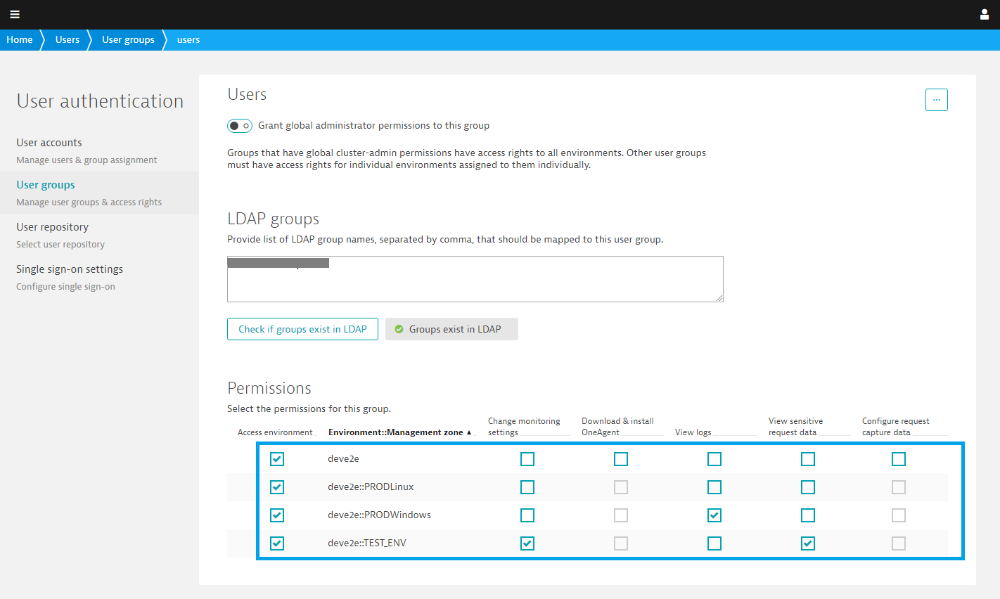 Home
Users
User groups
users
User authentication
User accounts
Manage users & group assignment
User groups
Manage user groups & access rights
User repository
Select user repository
Single sign-on settings
Configure single sign-on
Users
...
Grant global administrator permissions to this group
Groups that have global cluster-admin permissions have access rights to all environments. Other user groups
must have access rights for individual environments assigned to them individually.
LDAP groups
Provide list of LDAP group names, separated by comma, that should be mapped to this user group.
Check if groups exist in LDAP
Groups exist in LDAP
Permissions
Select the permissions for this group.
Access environment
Environment::Management zone ▲
Change monitoring
settings
Download & install
OneAgent
View logs
View sensitive
request data
Configure request
capture data
deve2e
deve2e::PRODLinux
deve2e::PRODWindows
deve2e::TEST_ENV